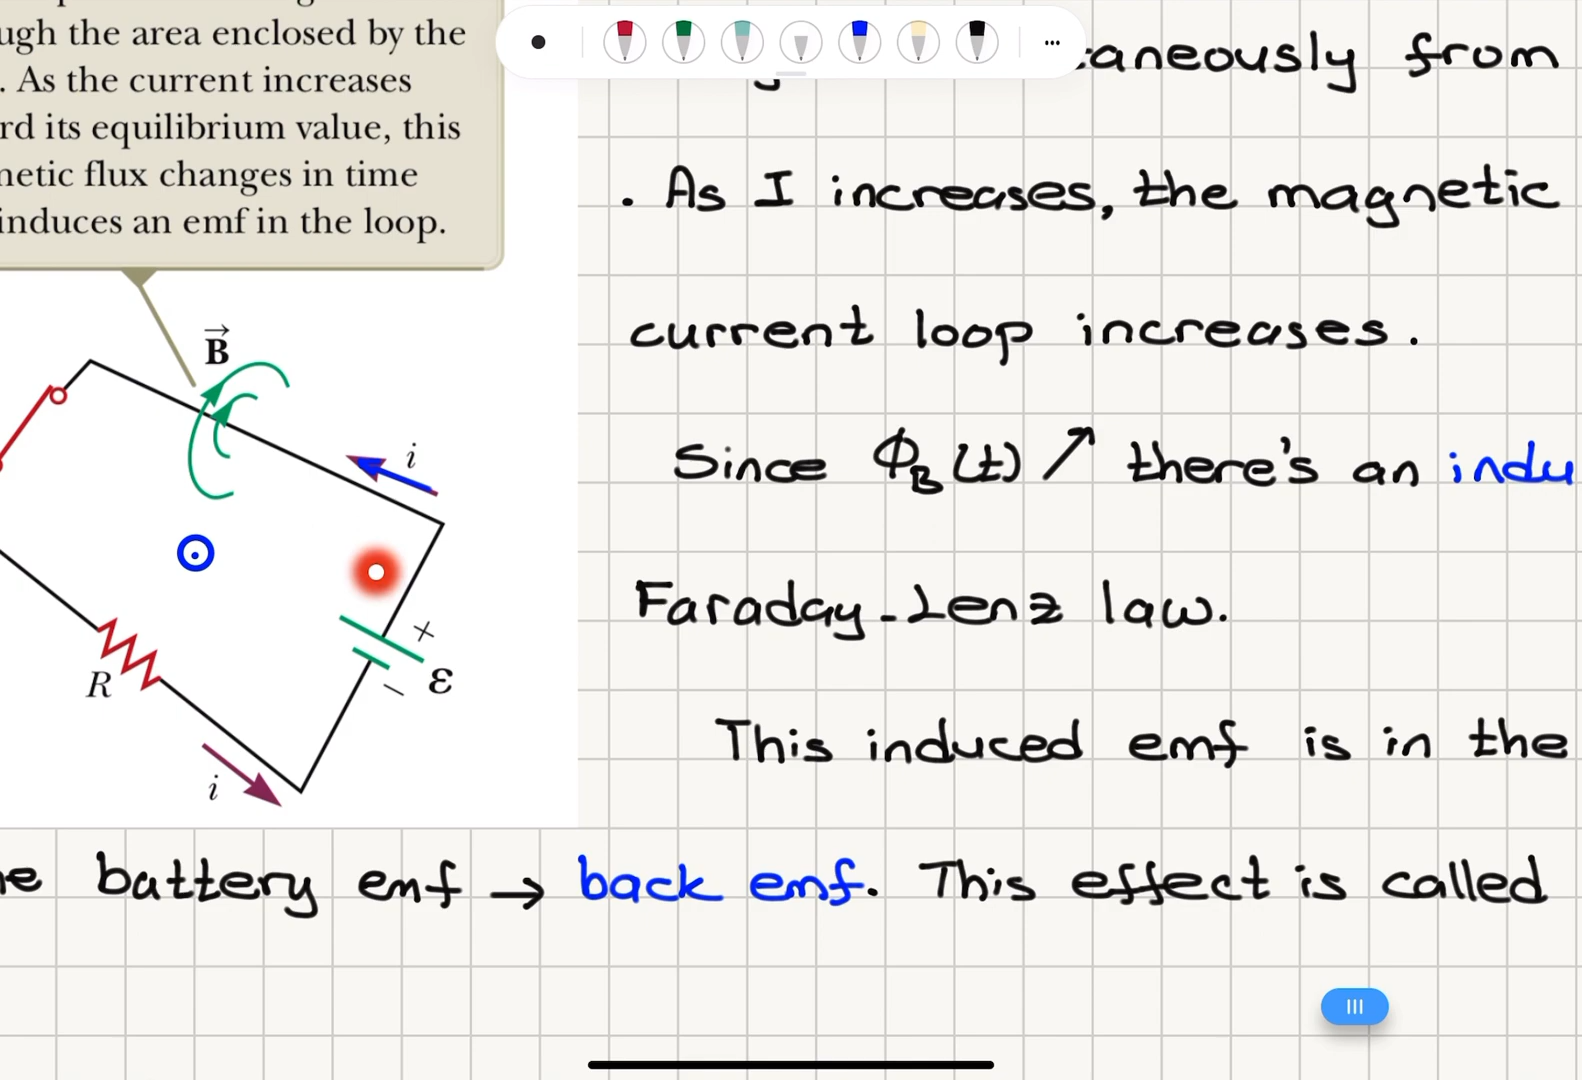 ugh the area enclosed by the
. As the current increases
rd its equilibrium value, this
netic flux changes in time
induces an emf in the loop.
B
i
+
ε
−
R
i
taneously from
. As I increases, the magnetic
current loop increases.
Since Φ_B(t) ↗ there's an indu
Faraday-Lenz law.
This induced emf is in the
ne battery emf → back emf. This effect is called